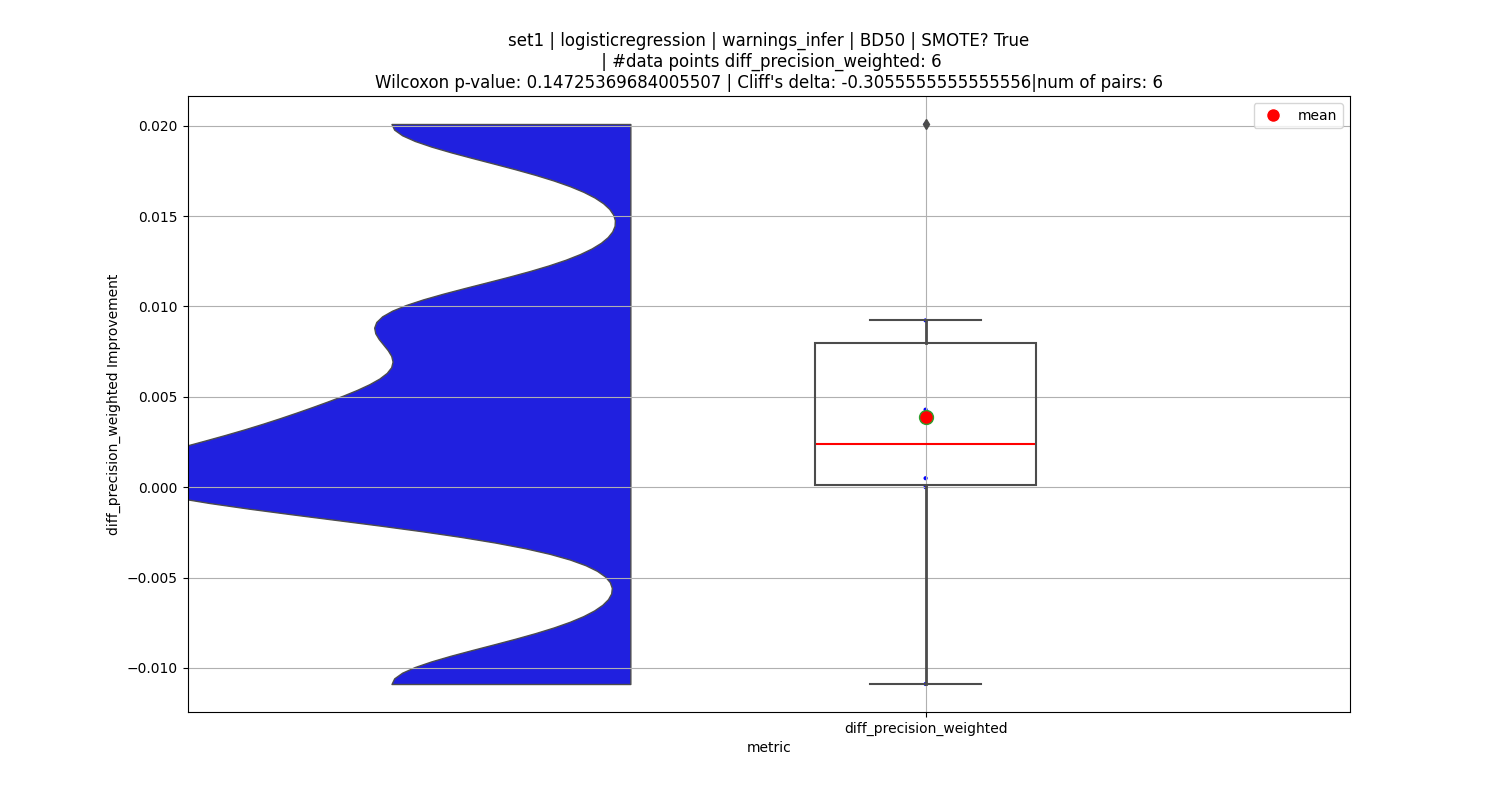 set1 | logisticregression | warnings_infer | BD50 | SMOTE? True
| #data points diff_precision_weighted: 6
Wilcoxon p-value: 0.14725369684005507 | Cliff's delta: -0.3055555555555556|num of pairs: 6
mean
0.020
0.015
0.010
0.005
0.000
−0.005
−0.010
diff_precision_weighted Improvement
diff_precision_weighted
metric